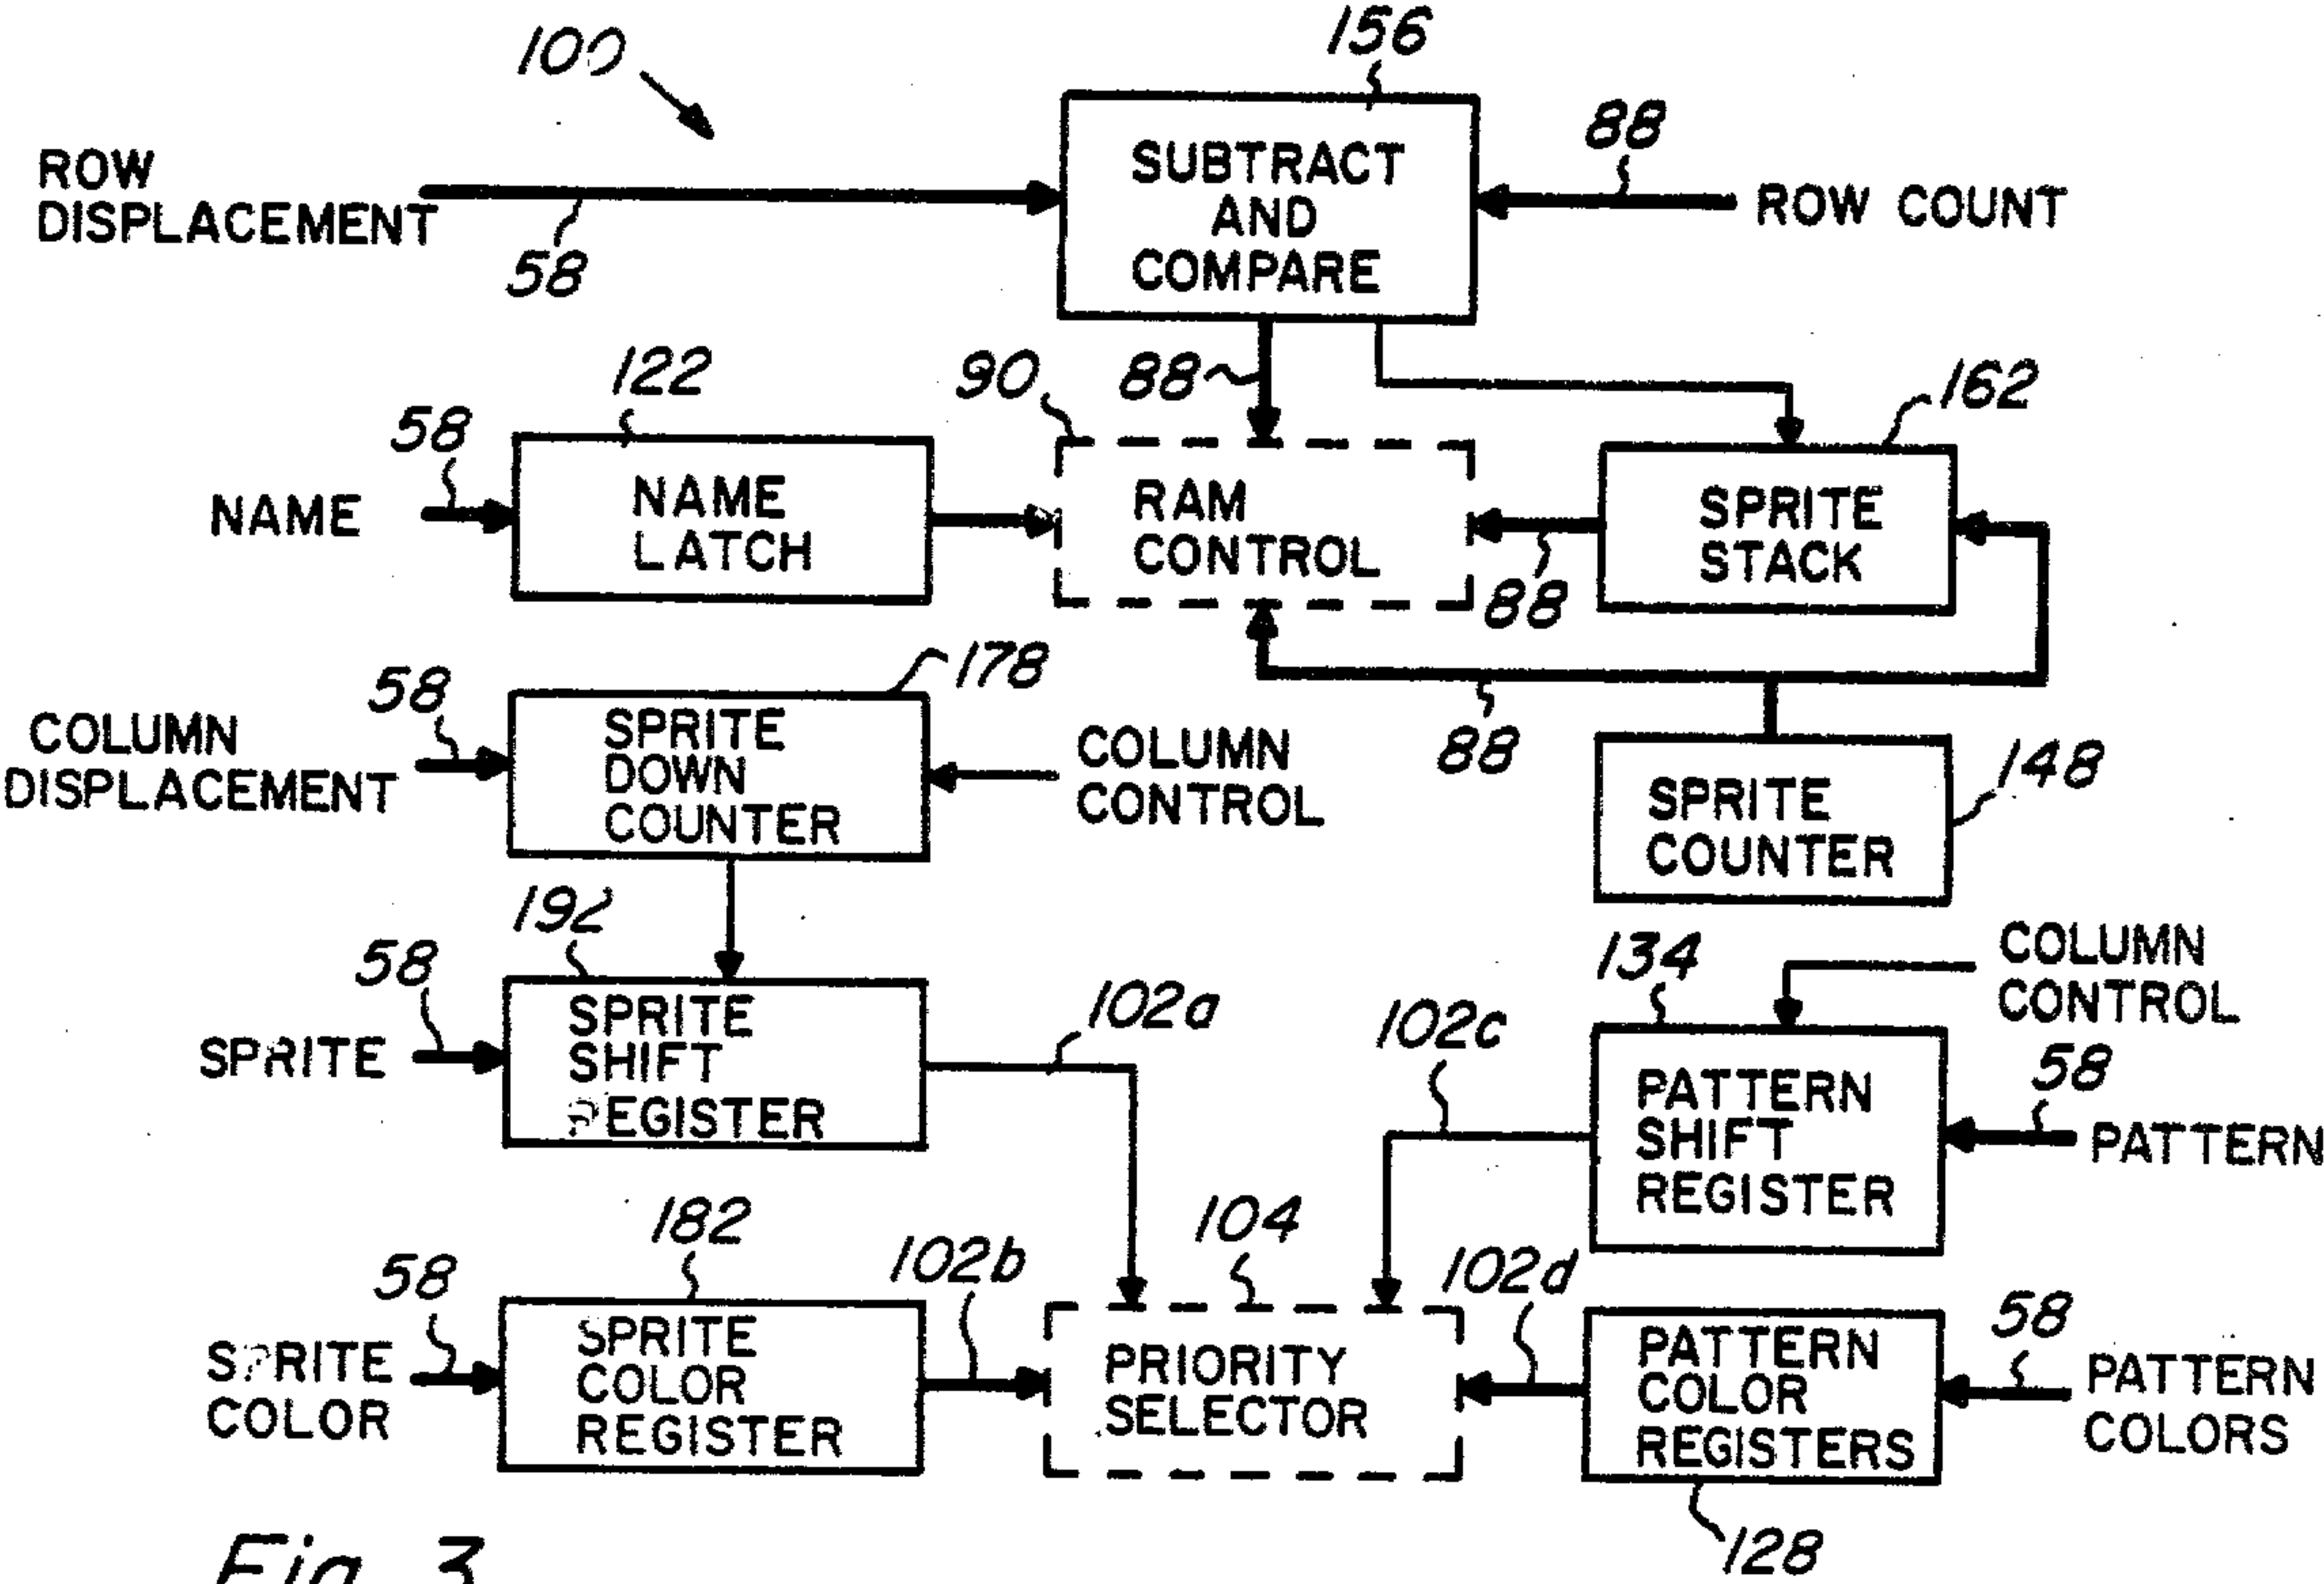 100
156
ROW
DISPLACEMENT
58
SUBTRACT
AND
COMPARE
88
ROW COUNT
122
90
88
162
58
NAME
NAME
LATCH
RAM
CONTROL
SPRITE
STACK
88
178
58
COLUMN
DISPLACEMENT
SPRITE
DOWN
COUNTER
COLUMN
CONTROL
88
148
SPRITE
COUNTER
192
58
SPRITE
SPRITE
SHIFT
REGISTER
102a
102c
134
COLUMN
CONTROL
PATTERN
SHIFT
REGISTER
58
PATTERN
182
58
SPRITE
COLOR
SPRITE
COLOR
REGISTER
102b
104
PRIORITY
SELECTOR
102d
PATTERN
COLOR
REGISTERS
58
PATTERN
COLORS
128
Fig. 3